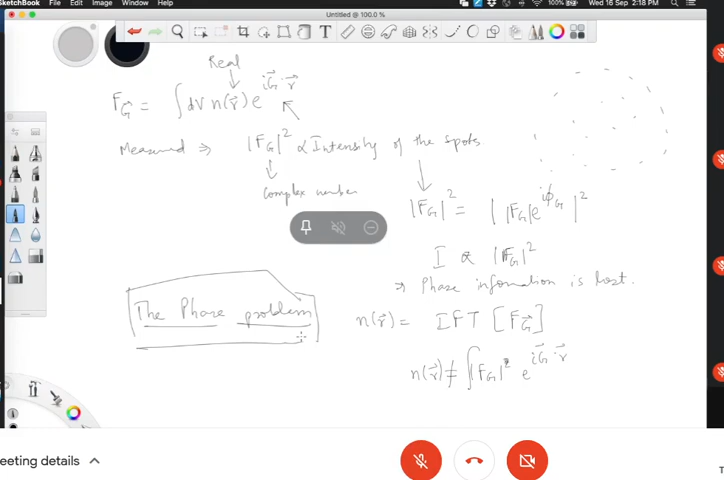 SketchBook File Edit Image Window Help
100% Wed 16 Sep 2:18 PM
Untitled @ 100.0 %
Real
F_G⃗ = ∫ dV n(r⃗) e^{iG⃗·r⃗}
Measured ⇒ |F_G|² ∝ Intensity of the spots
Complex number
|F_G|² = | |F_G| e^{iϕ_G} |²
I ∝ |F_G|²
⇒ Phase infomation is lost.
The Phase problem
n(r⃗) = IFT [F_G⃗]
n(r⃗) ≠ ∫ |F_G|² e^{iG⃗·r⃗}
eeting details
T